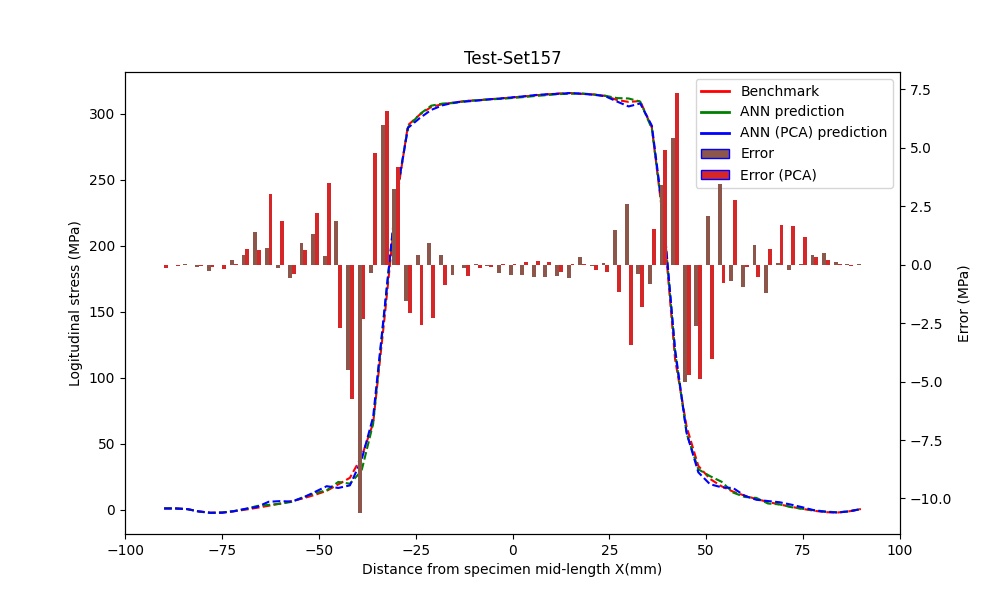 Test-Set157
Benchmark
ANN prediction
ANN (PCA) prediction
Error
Error (PCA)
300
250
200
150
100
50
0
Logitudinal stress (MPa)
7.5
5.0
2.5
0.0
−2.5
−5.0
−7.5
−10.0
Error (MPa)
−100
−75
−50
−25
0
25
50
75
100
Distance from specimen mid-length X(mm)